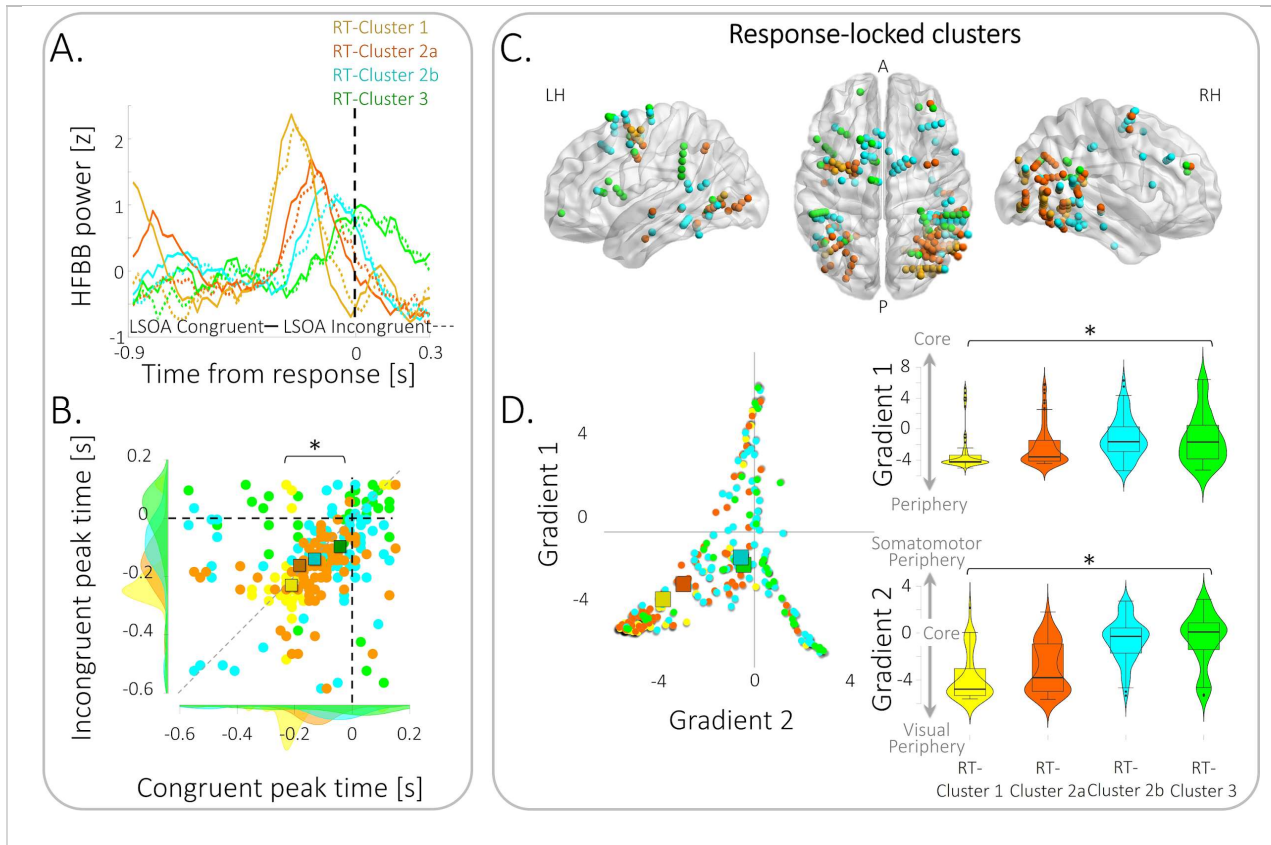 A.
RT-Cluster 1
RT-Cluster 2a
RT-Cluster 2b
RT-Cluster 3
HFBB power [z]
2
1
0
-1
LSOA Congruent
LSOA Incongruent
-0.9
0
0.3
Time from response [s]
B.
*
Incongruent peak time [s]
0.2
0
-0.2
-0.4
-0.6
-0.6
-0.4
-0.2
0
0.2
Congruent peak time [s]
C.
Response-locked clusters
LH
A
P
RH
D.
Gradient 1
4
0
-4
-4
0
4
Gradient 2
*
Core
Periphery
Gradient 1
8
4
0
-4
Somatomotor
Periphery
Core
Visual
Periphery
*
Gradient 2
4
0
-4
RT-
Cluster 1
RT-
Cluster 2a
RT-
Cluster 2b
RT-
Cluster 3